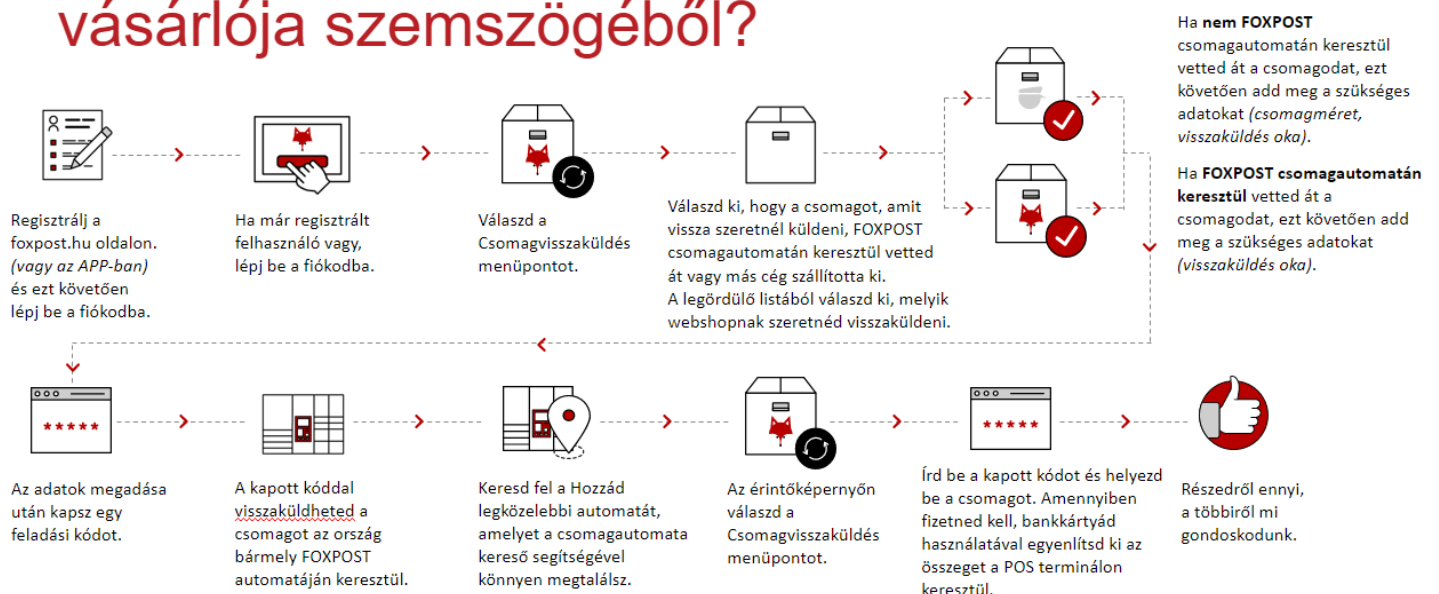 vásárlója szemszögéből?
Ha nem FOXPOST
csomagautomatán keresztül
vetted át a csomagodat, ezt
követően add meg a szükséges
adatokat (csomagméret,
visszaküldés oka).
Ha FOXPOST csomagautomatán
keresztül vetted át a
csomagodat, ezt követően add
meg a szükséges adatokat
(visszaküldés oka).
Regisztrálj a
foxpost.hu oldalon.
(vagy az APP-ban)
és ezt követően
lépj be a fiókodba.
Ha már regisztrált
felhasználó vagy,
lépj be a fiókodba.
Válaszd a
Csomagvisszaküldés
menüpontot.
Válaszd ki, hogy a csomagot, amit
vissza szeretnél küldeni, FOXPOST
csomagautomatán keresztül vetted
át vagy más cég szállította ki.
A legördülő listából válaszd ki, melyik
webshopnak szeretnéd visszaküldeni.
*****
Az adatok megadása
után kapsz egy
feladási kódot.
A kapott kóddal
visszaküldheted a
csomagot az ország
bármely FOXPOST
automatáján keresztül.
Keresd fel a Hozzád
legközelebbi automatát,
amelyet a csomagautomata
kereső segítségével
könnyen megtalálsz.
Az érintőképernyőn
válaszd a
Csomagvisszaküldés
menüpontot.
*****
Írd be a kapott kódot és helyezd
be a csomagot. Amennyiben
fizetned kell, bankkártyád
használatával egyenlítsd ki az
összeget a POS terminálon
keresztül.
Részedről ennyi,
a többiről mi
gondoskodunk.